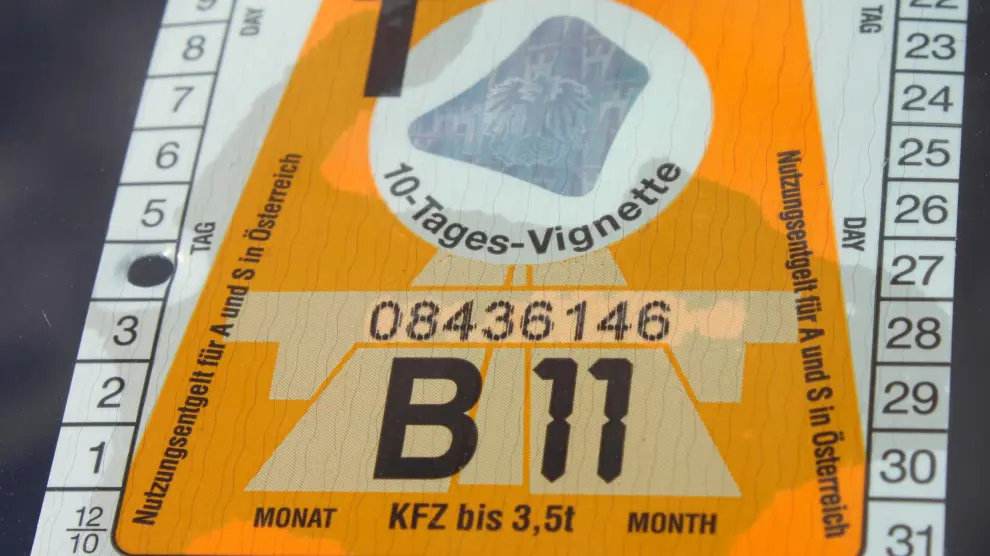 9
8
7
6
5
3
2
1
12/10
DAY
TAG
Nutzungsentgelt für A und S in Österreich
10-Tages-Vignette
08436146
B 11
MONAT
KFZ bis 3,5t
MONTH
Nutzungsentgelt für A und S in Österreich
TAG
DAY
22
23
24
25
26
27
28
29
30
31